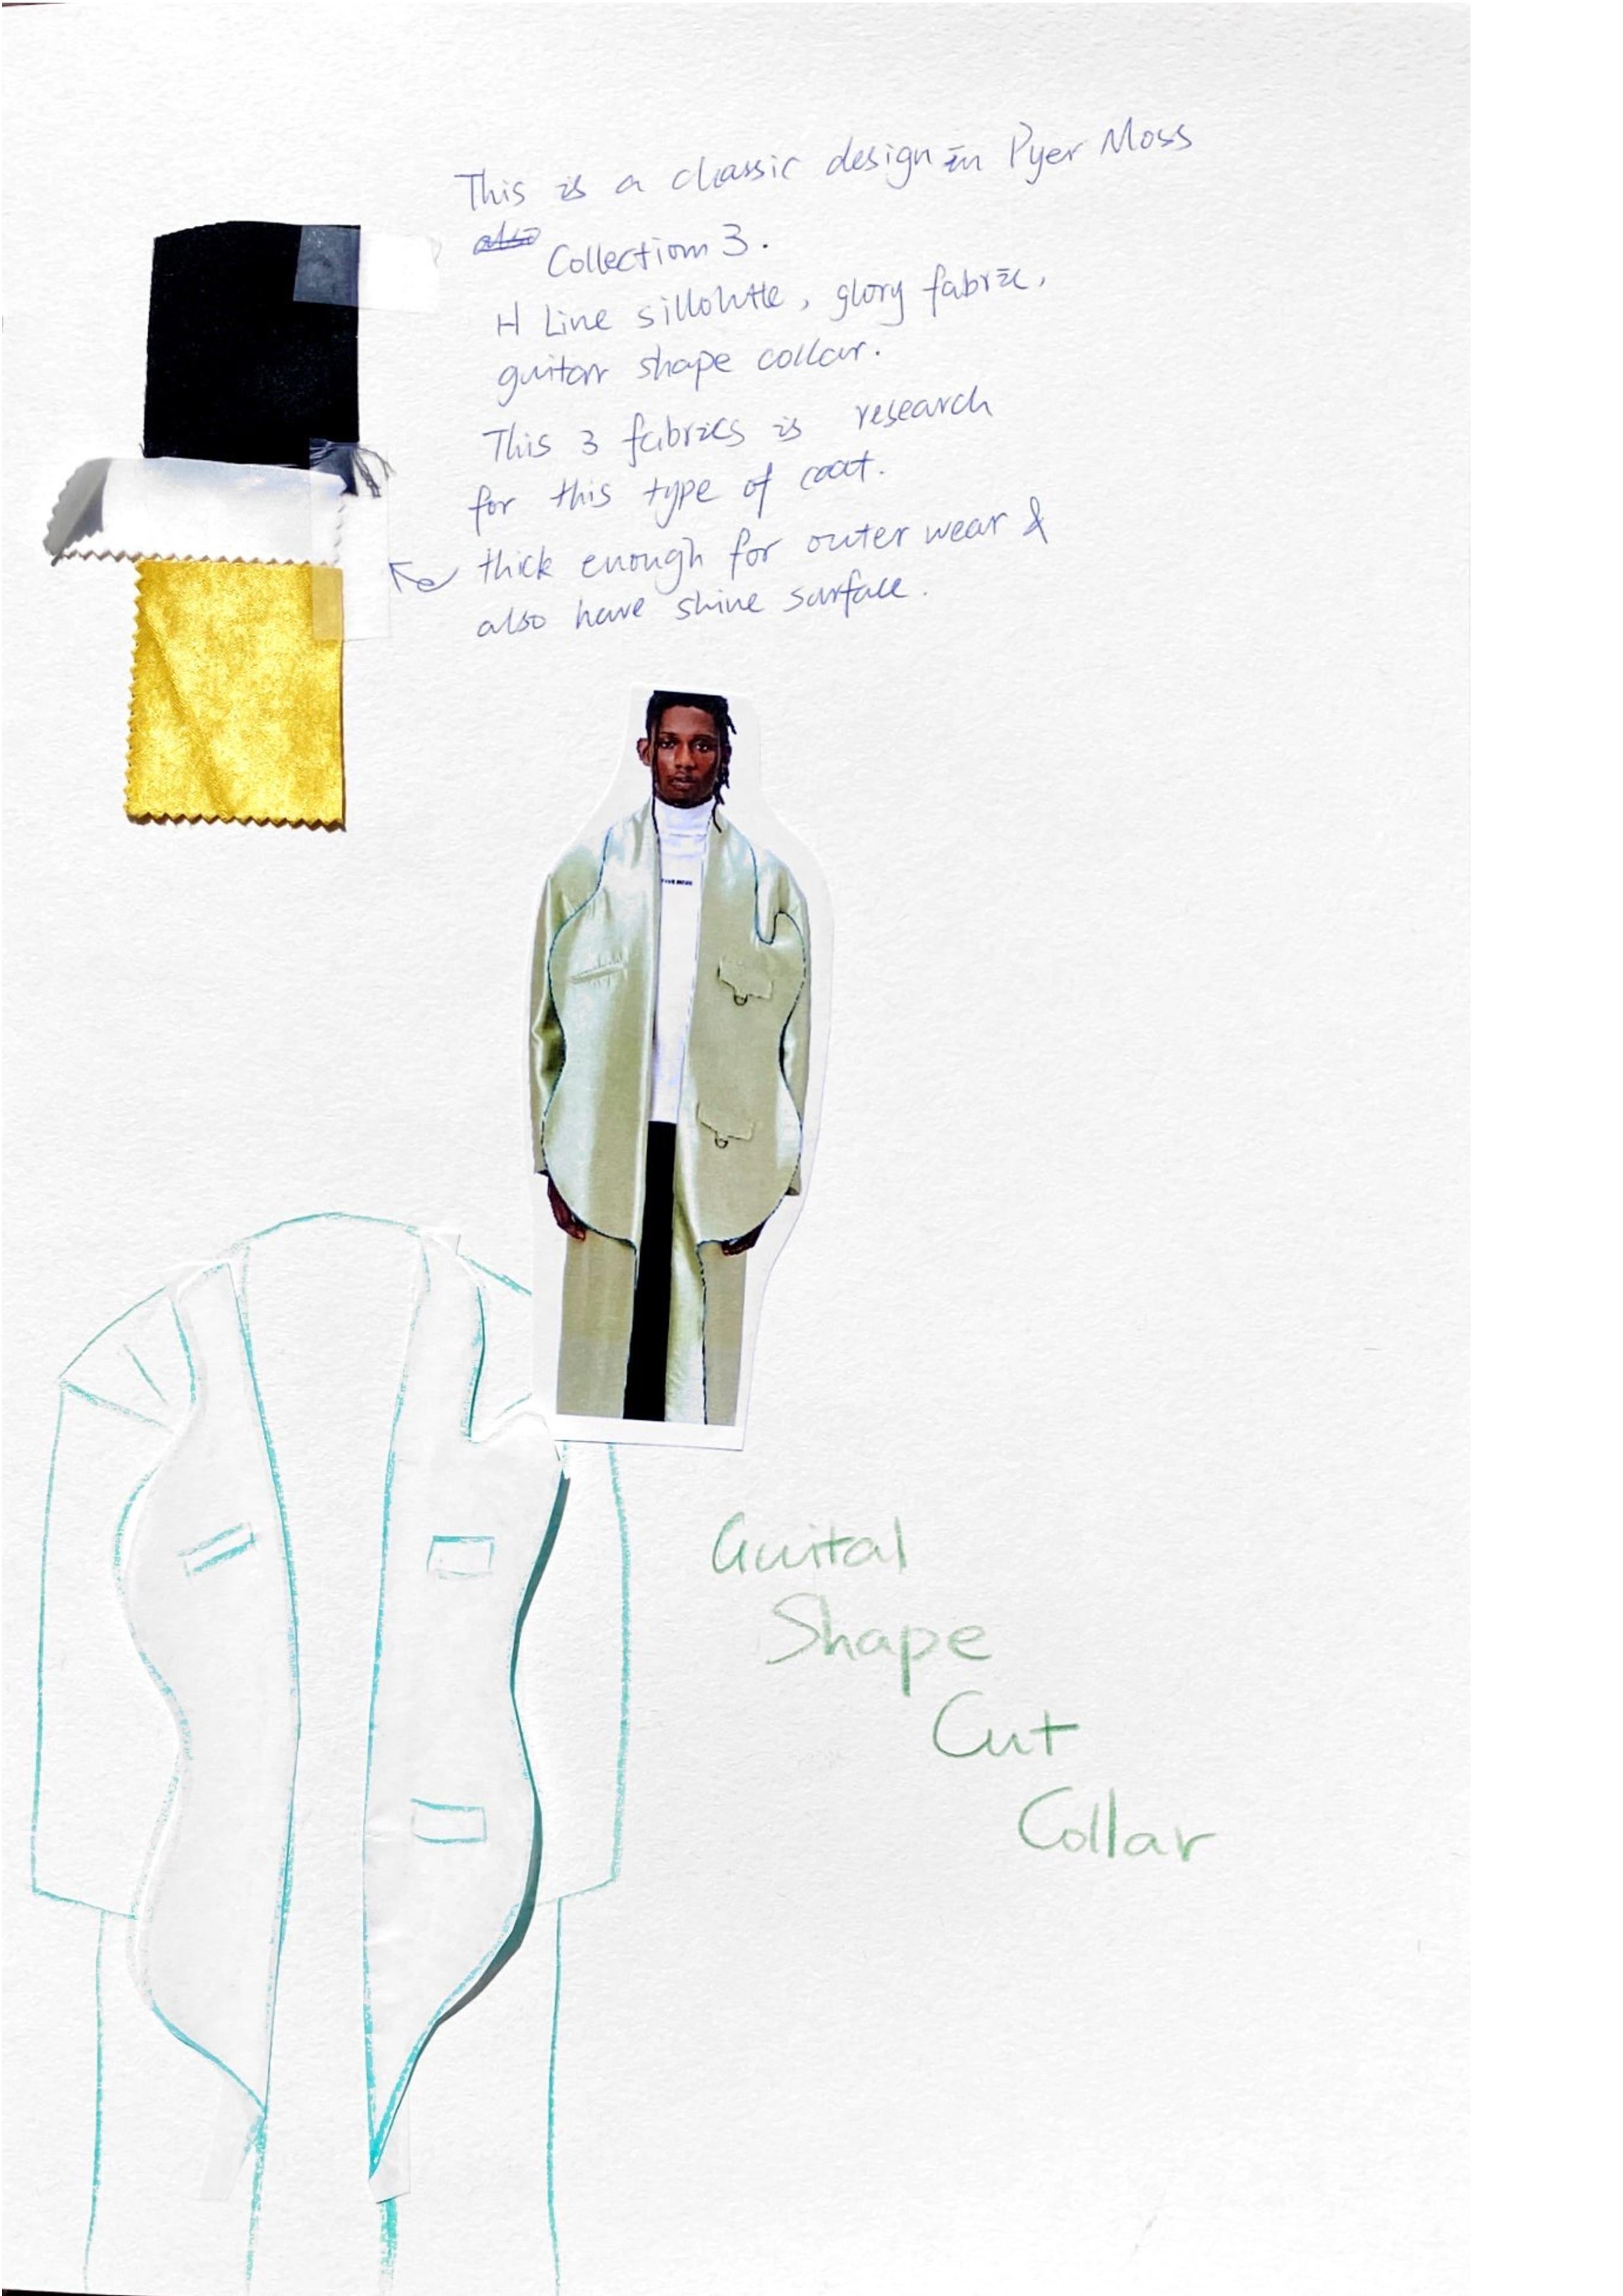 This is a classic design in Pyer Moss
also Collection 3.
H Line sillohtte, glory fabric,
guitar shape collar.
This 3 fabrics is research
for this type of coat.
thick enough for outer wear &
also have shine surface.
Guital
Shape
Cut
Collar